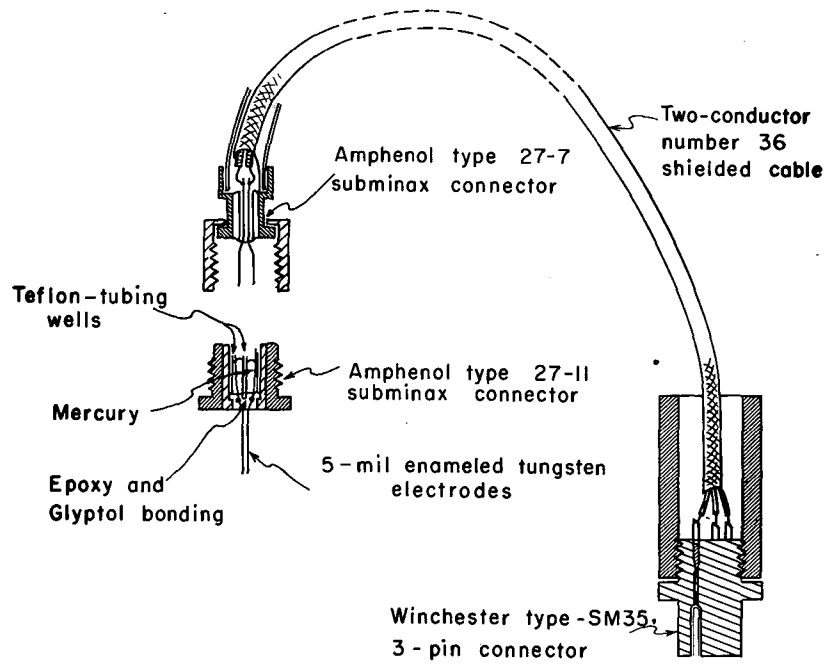 Two-conductor
number 36
shielded cable
Amphenol type 27-7
subminax connector
Teflon-tubing
wells
Amphenol type 27-11
subminax connector
Mercury
5-mil enameled tungsten
electrodes
Epoxy and
Glyptol bonding
Winchester type-SM35,
3-pin connector